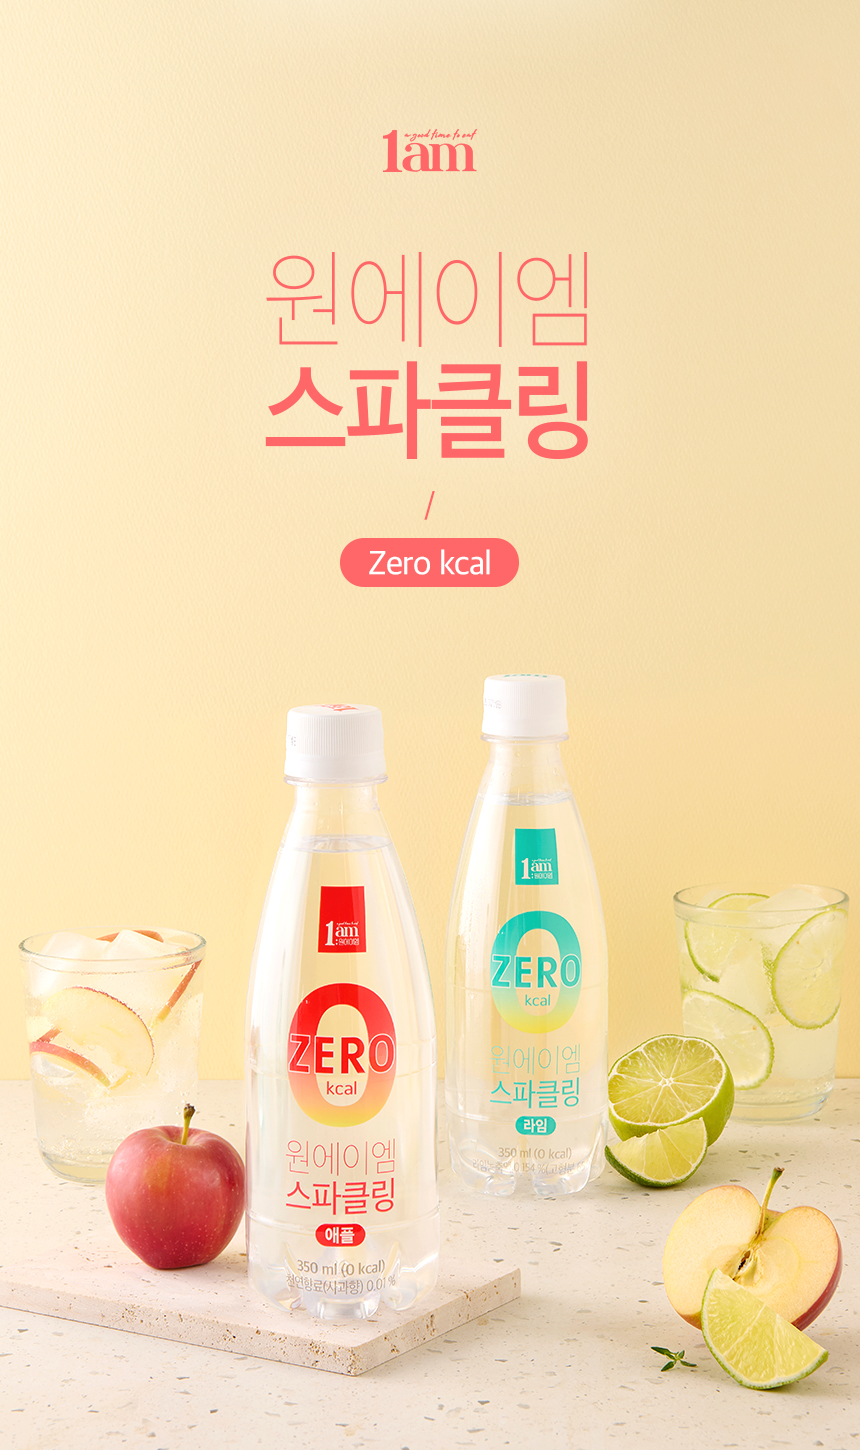 a good time to eat
1am
원에이엠
스파클링
/
Zero kcal
1am
:원에이엠
ZERO
kcal
원에이엠
스파클링
애플
350 ml (0 kcal)
천연향료(사과향) 0.01 %
1am
:원에이엠
ZERO
kcal
원에이엠
스파클링
라임
350 ml (0 kcal)